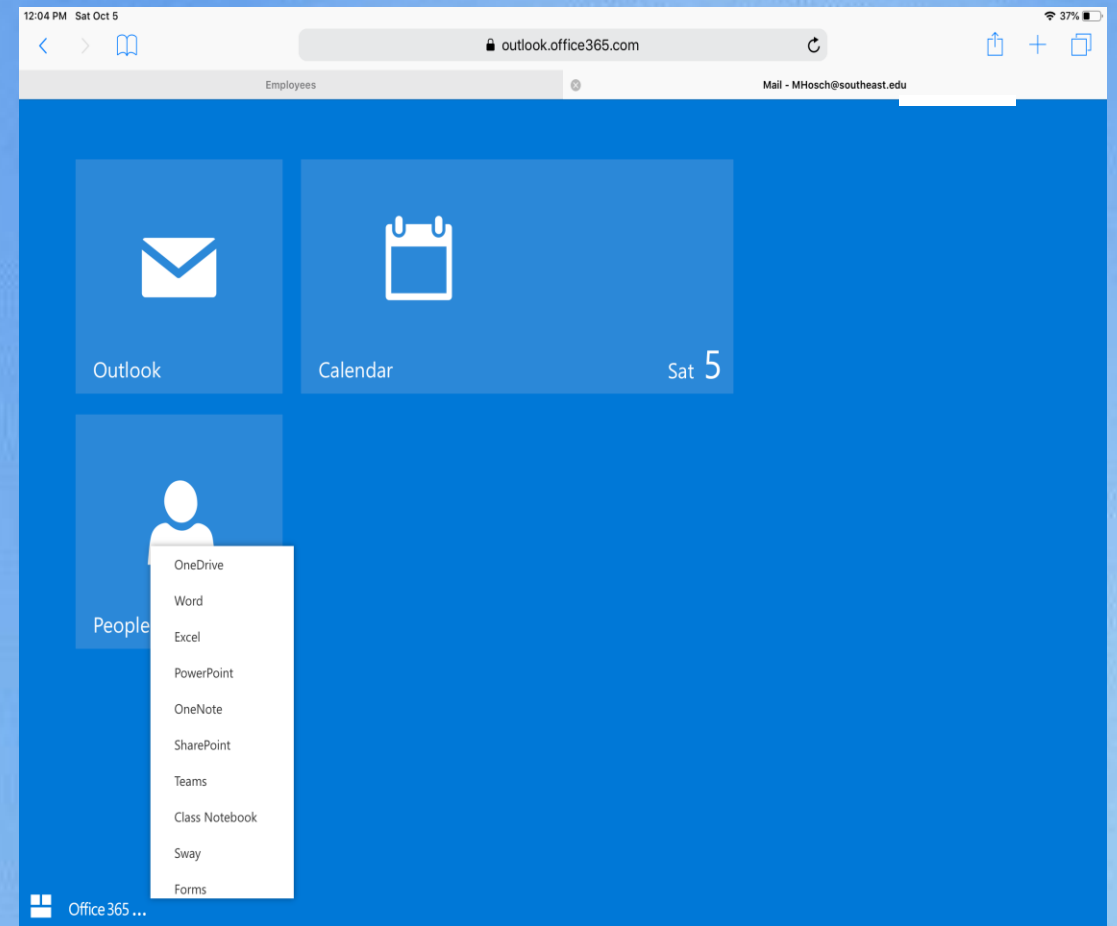 12:04 PM Sat Oct 5 37%
outlook.office365.com
Employees Mail - MHosch@southeast.edu
Outlook
Calendar
Sat 5
People
OneDrive
Word
Excel
PowerPoint
OneNote
SharePoint
Teams
Class Notebook
Sway
Forms
Office 365 ...